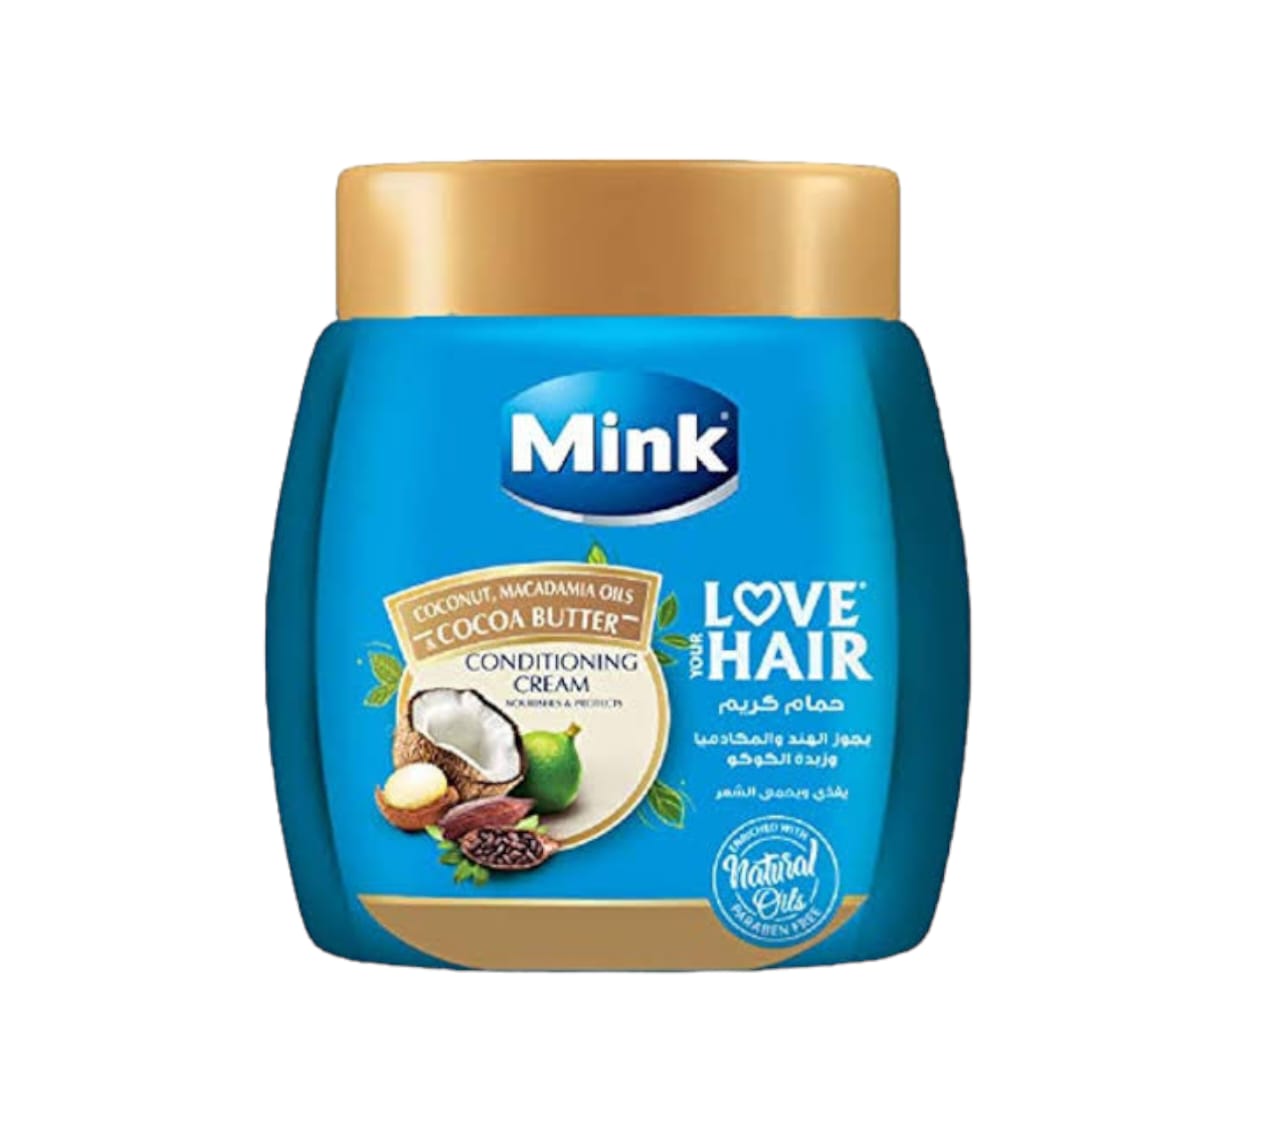 Mink
COCONUT, MACADAMIA OILS
& COCOA BUTTER
CONDITIONING
CREAM
NOURISHES & PROTECTS
LOVE
YOUR
HAIR
حمام كريم
بجوز الهند والمكادميا
وزبدة الكوكو
يغذي ويحمي الشعر
ENRICHED WITH
Natural
Oils
PARABEN FREE